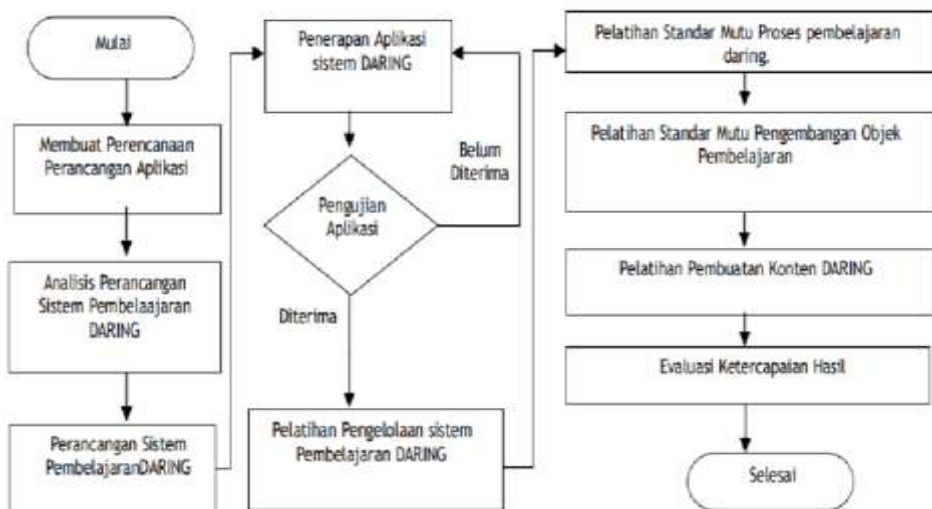 Mulai
Membuat Perencanaan
Perancangan Aplikasi
Analisis Perancangan
Sistem Pembelaajaran
DARING
Perancangan Sistem
PembelajaranDARING
Penerapan Aplikasi
sistem DARING
Belum
Diterima
Pengujian
Aplikasi
Diterima
Pelatihan Pengelolaan sistem
Pembelajaran DARING
Pelatihan Standar Mutu Proses pembelajaran
daring.
Pelatihan Standar Mutu Pengembangan Objek
Pembelajaran
Pelatihan Pembuatan Konten DARING
Evaluasi Ketercapaian Hasil
Selesai